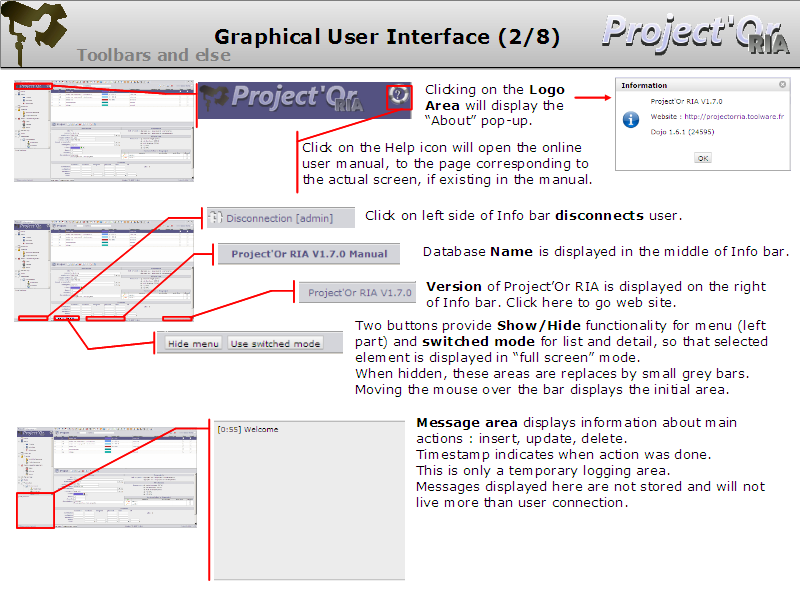 Graphical User Interface (2/8)
Toolbars and else
Project'Or
RIA
Project'Or
RIA
Clicking on the Logo
Area will display the
“About” pop-up.
Information
Project'Or RIA V1.7.0
Website : http://projectorria.toolware.fr
Dojo 1.6.1 (24595)
OK
Click on the Help icon will open the online
user manual, to the page corresponding to
the actual screen, if existing in the manual.
Disconnection [admin]
Click on left side of Info bar disconnects user.
Project'Or RIA V1.7.0 Manual
Database Name is displayed in the middle of Info bar.
Project'Or RIA V1.7.0
Version of Project’Or RIA is displayed on the right
of Info bar. Click here to go web site.
Hide menu
Use switched mode
Two buttons provide Show/Hide functionality for menu (left
part) and switched mode for list and detail, so that selected
element is displayed in “full screen” mode.
When hidden, these areas are replaces by small grey bars.
Moving the mouse over the bar displays the initial area.
[0:55] Welcome
Message area displays information about main
actions : insert, update, delete.
Timestamp indicates when action was done.
This is only a temporary logging area.
Messages displayed here are not stored and will not
live more than user connection.